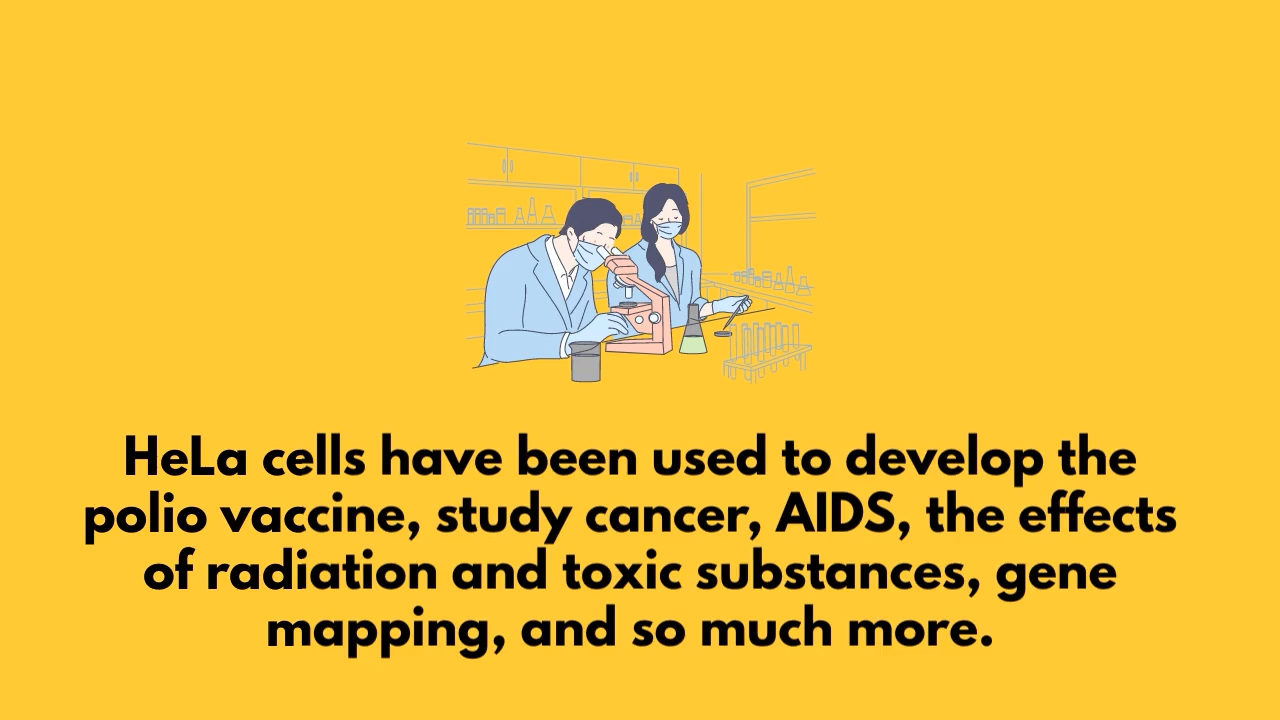 HeLa cells have been used to develop the
polio vaccine, study cancer, AIDS, the effects
of radiation and toxic substances, gene
mapping, and so much more.